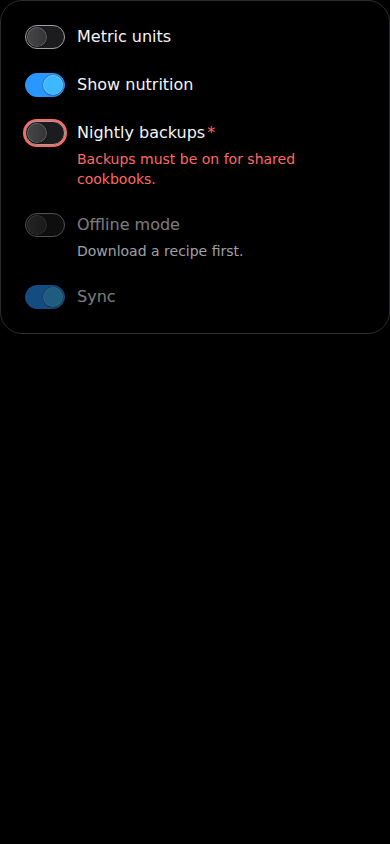 Metric units
Show nutrition
Nightly backups*
Backups must be on for shared
cookbooks.
Offline mode
Download a recipe first.
Sync